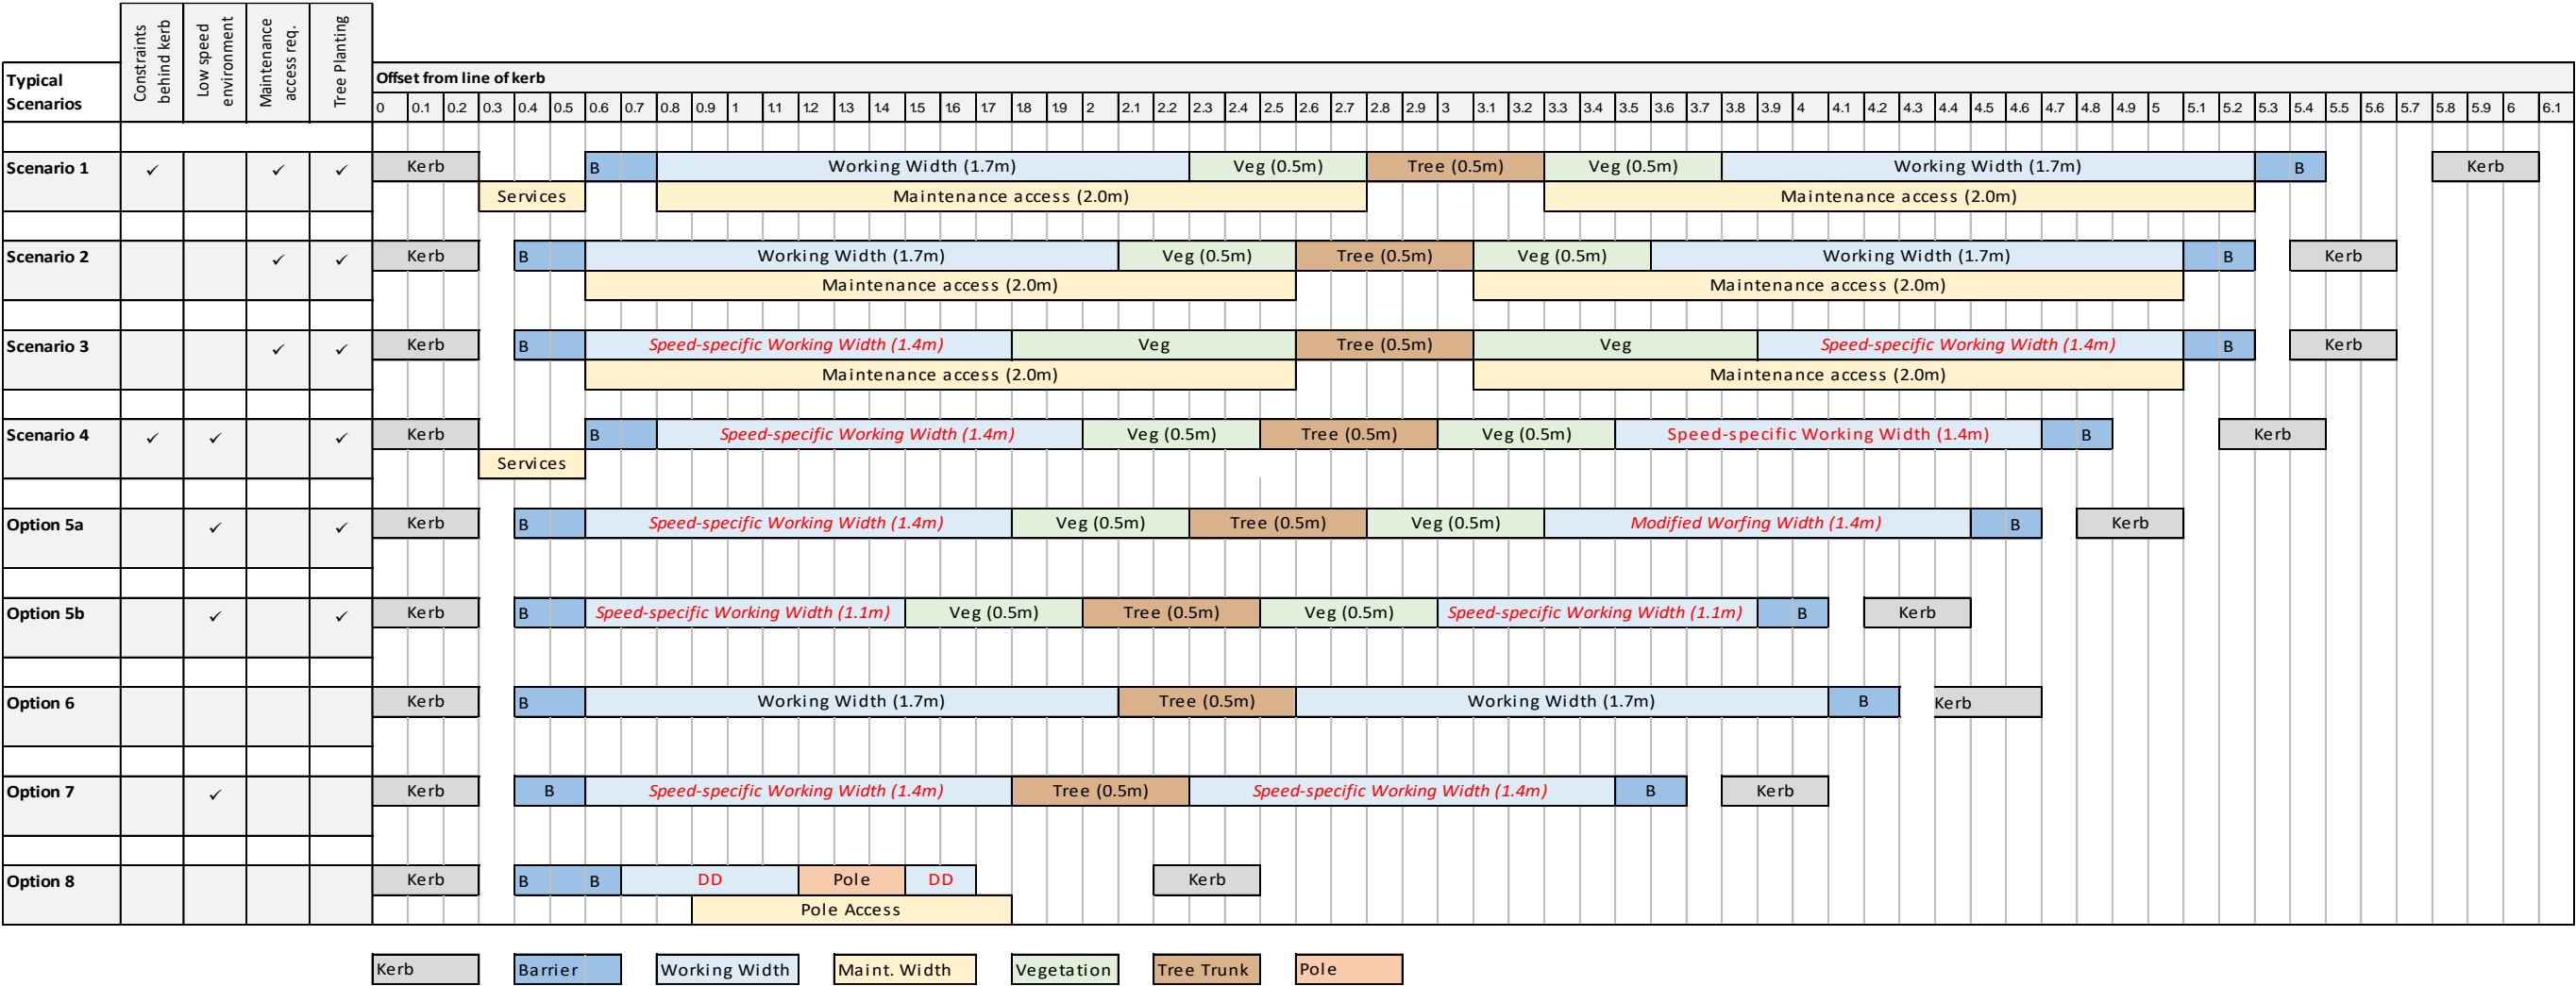 Constraints
behind kerb
Low speed
environment
Maintenance
access req.
Tree Planting
Typical
Scenarios
Offset from line of kerb
0 0.1 0.2 0.3 0.4 0.5 0.6 0.7 0.8 0.9 1 1.1 1.2 1.3 1.4 1.5 1.6 1.7 1.8 1.9 2 2.1 2.2 2.3 2.4 2.5 2.6 2.7 2.8 2.9 3 3.1 3.2 3.3 3.4 3.5 3.6 3.7 3.8 3.9 4 4.1 4.2 4.3 4.4 4.5 4.6 4.7 4.8 4.9 5 5.1 5.2 5.3 5.4 5.5 5.6 5.7 5.8 5.9 6 6.1
Scenario 1 ✓ ✓ ✓ Kerb B Working Width (1.7m) Veg (0.5m) Tree (0.5m) Veg (0.5m) Working Width (1.7m) B Kerb
Services Maintenance access (2.0m) Maintenance access (2.0m)
Scenario 2 ✓ ✓ Kerb B Working Width (1.7m) Veg (0.5m) Tree (0.5m) Veg (0.5m) Working Width (1.7m) B Kerb
Maintenance access (2.0m) Maintenance access (2.0m)
Scenario 3 ✓ ✓ Kerb B Speed-specific Working Width (1.4m) Veg Tree (0.5m) Veg Speed-specific Working Width (1.4m) B Kerb
Maintenance access (2.0m) Maintenance access (2.0m)
Scenario 4 ✓ ✓ ✓ Kerb B Speed-specific Working Width (1.4m) Veg (0.5m) Tree (0.5m) Veg (0.5m) Speed-specific Working Width (1.4m) B Kerb
Services
Option 5a ✓ ✓ Kerb B Speed-specific Working Width (1.4m) Veg (0.5m) Tree (0.5m) Veg (0.5m) Modified Worfing Width (1.4m) B Kerb
Option 5b ✓ ✓ Kerb B Speed-specific Working Width (1.1m) Veg (0.5m) Tree (0.5m) Veg (0.5m) Speed-specific Working Width (1.1m) B Kerb
Option 6 Kerb B Working Width (1.7m) Tree (0.5m) Working Width (1.7m) B Kerb
Option 7 ✓ Kerb B Speed-specific Working Width (1.4m) Tree (0.5m) Speed-specific Working Width (1.4m) B Kerb
Option 8 Kerb B B DD Pole DD Kerb
Pole Access
Kerb Barrier Working Width Maint. Width Vegetation Tree Trunk Pole